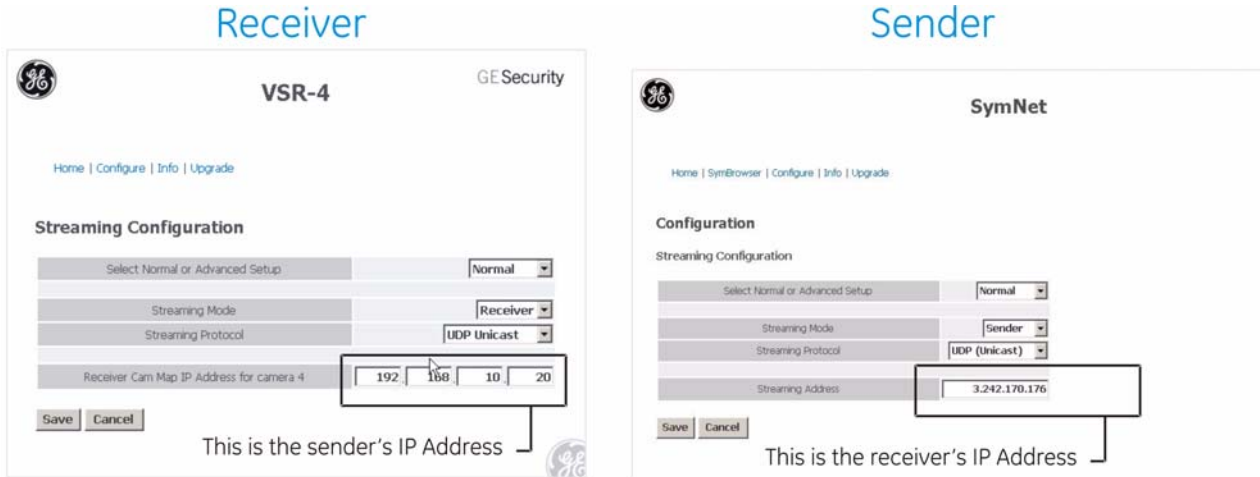 Receiver
GE
VSR-4
GE Security
Home | Configure | Info | Upgrade
Streaming Configuration
Select Normal or Advanced Setup
Normal
Streaming Mode
Receiver
Streaming Protocol
UDP Unicast
Receiver Cam Map IP Address for camera 4
192 . 168 . 10 . 20
Save
Cancel
This is the sender's IP Address
GE
Sender
GE
SymNet
Home | SymBrowser | Configure | Info | Upgrade
Configuration
Streaming Configuration
Select Normal or Advanced Setup
Normal
Streaming Mode
Sender
Streaming Protocol
UDP (Unicast)
Streaming Address
3.242.170.176
Save
Cancel
This is the receiver's IP Address